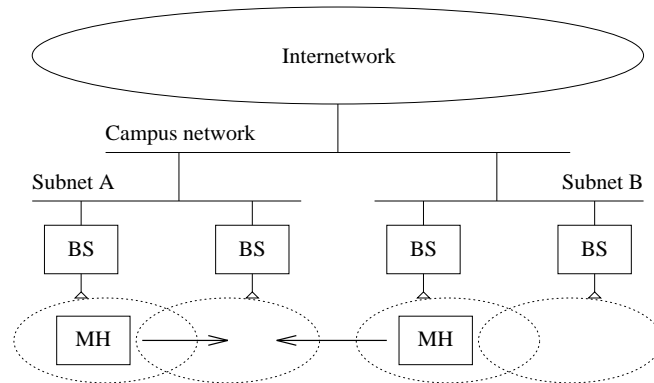 Internetwork
Campus network
Subnet A
Subnet B
BS
BS
BS
BS
MH
MH